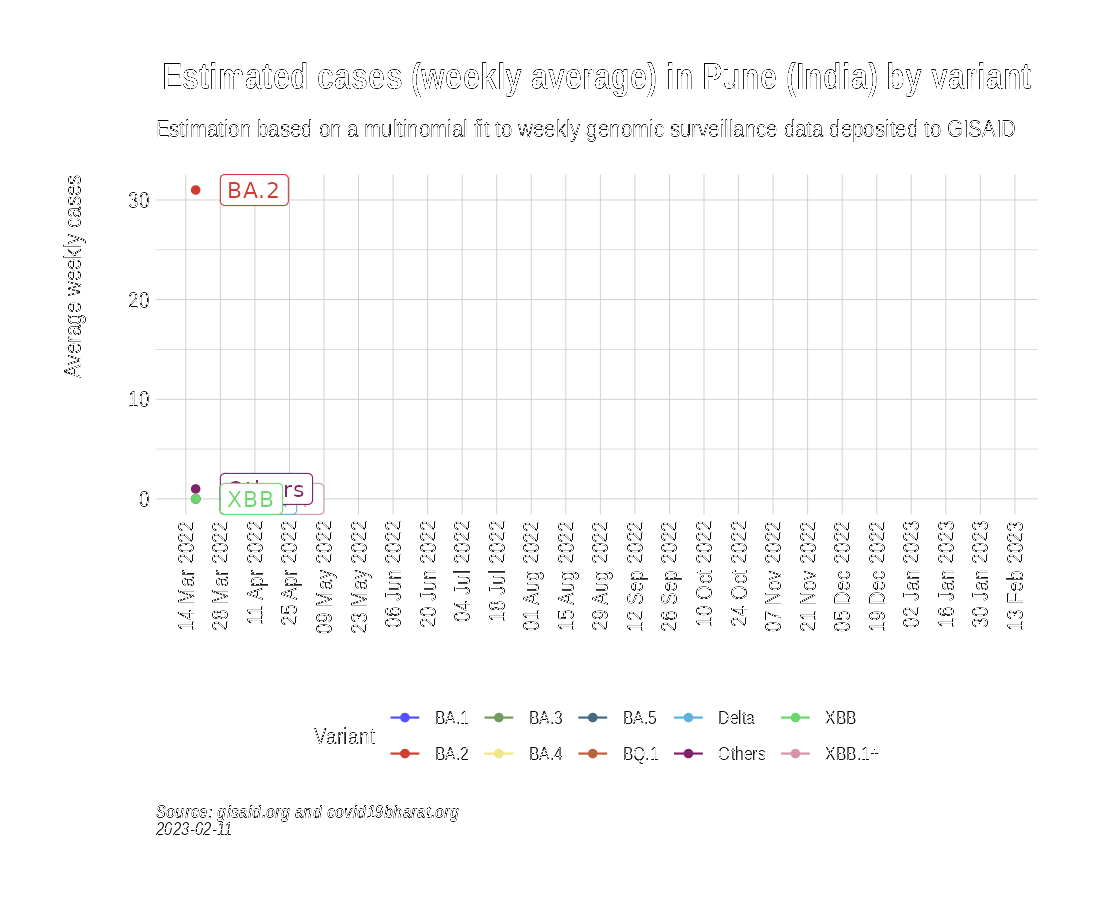 Estimated cases (weekly average) in Pune (India) by variant
Estimation based on a multinomial fit to weekly genomic surveillance data deposited to GISAID
Average weekly cases
30
20
10
0
BA.2
rs
XBB
14 Mar 2022
28 Mar 2022
11 Apr 2022
25 Apr 2022
09 May 2022
23 May 2022
06 Jun 2022
20 Jun 2022
04 Jul 2022
18 Jul 2022
01 Aug 2022
15 Aug 2022
29 Aug 2022
12 Sep 2022
26 Sep 2022
10 Oct 2022
24 Oct 2022
07 Nov 2022
21 Nov 2022
05 Dec 2022
19 Dec 2022
02 Jan 2023
16 Jan 2023
30 Jan 2023
13 Feb 2023
Variant
BA.1 BA.3 BA.5 Delta XBB
BA.2 BA.4 BQ.1 Others XBB.1+
Source: gisaid.org and covid19bharat.org
2023-02-11